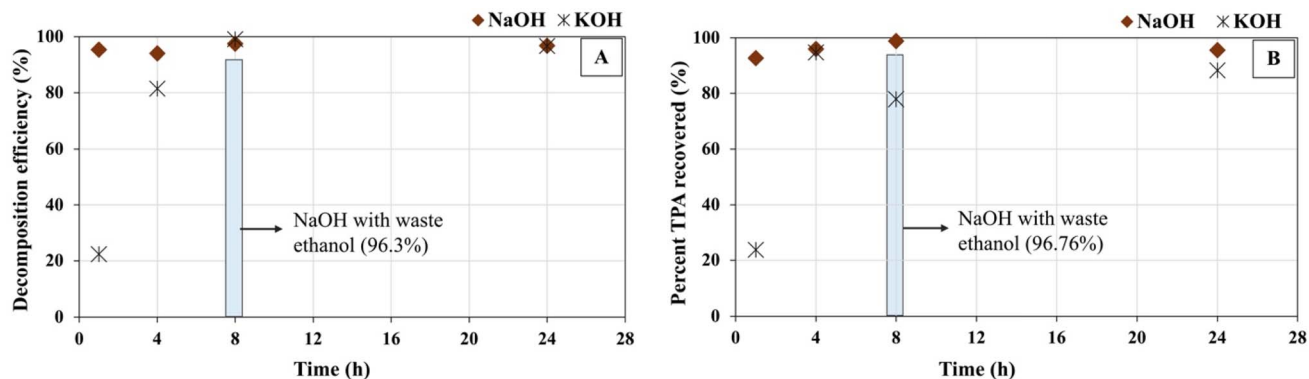 ◆ NaOH ✳ KOH
A
Decomposition efficiency (%)
100
80
60
40
20
0
NaOH with waste
ethanol (96.3%)
0 4 8 12 16 20 24 28
Time (h)
◆ NaOH ✳ KOH
B
Percent TPA recovered (%)
100
80
60
40
20
0
NaOH with waste
ethanol (96.76%)
0 4 8 12 16 20 24 28
Time (h)